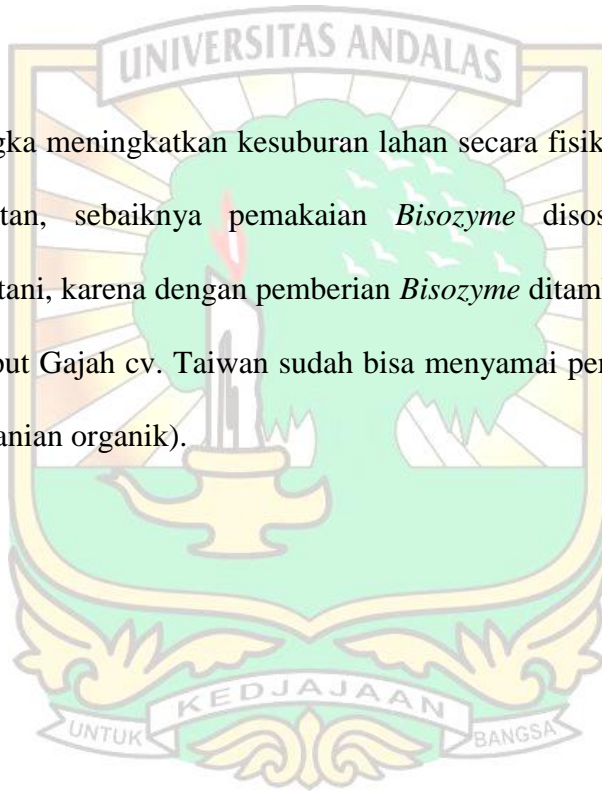 UNIVERSITAS ANDALAS
gka meningkatkan kesuburan lahan secara fisik
tan, sebaiknya pemakaian Bisozyme disos
tani, karena dengan pemberian Bisozyme ditam
put Gajah cv. Taiwan sudah bisa menyamai per
anian organik).
KEDJAJAAN
UNTUK BANGSA